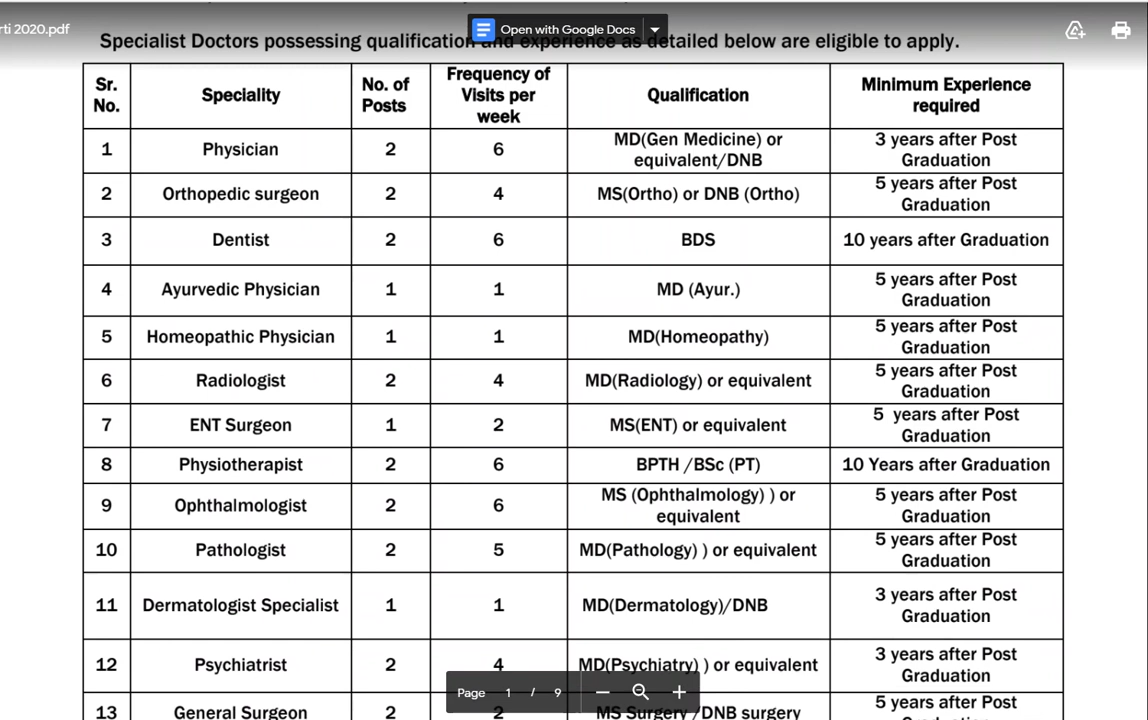 rti 2020.pdf
Open with Google Docs
Specialist Doctors possessing qualification and experience as detailed below are eligible to apply.
Sr. No. | Speciality | No. of Posts | Frequency of Visits per week | Qualification | Minimum Experience required
1 | Physician | 2 | 6 | MD(Gen Medicine) or equivalent/DNB | 3 years after Post Graduation
2 | Orthopedic surgeon | 2 | 4 | MS(Ortho) or DNB (Ortho) | 5 years after Post Graduation
3 | Dentist | 2 | 6 | BDS | 10 years after Graduation
4 | Ayurvedic Physician | 1 | 1 | MD (Ayur.) | 5 years after Post Graduation
5 | Homeopathic Physician | 1 | 1 | MD(Homeopathy) | 5 years after Post Graduation
6 | Radiologist | 2 | 4 | MD(Radiology) or equivalent | 5 years after Post Graduation
7 | ENT Surgeon | 1 | 2 | MS(ENT) or equivalent | 5 years after Post Graduation
8 | Physiotherapist | 2 | 6 | BPTH /BSc (PT) | 10 Years after Graduation
9 | Ophthalmologist | 2 | 6 | MS (Ophthalmology) ) or equivalent | 5 years after Post Graduation
10 | Pathologist | 2 | 5 | MD(Pathology) ) or equivalent | 5 years after Post Graduation
11 | Dermatologist Specialist | 1 | 1 | MD(Dermatology)/DNB | 3 years after Post Graduation
12 | Psychiatrist | 2 | 4 | MD(Psychiatry) ) or equivalent | 3 years after Post Graduation
13 | General Surgeon | 2 | 2 | MS Surgery /DNB surgery | 5 years after Post
Page 1 / 9